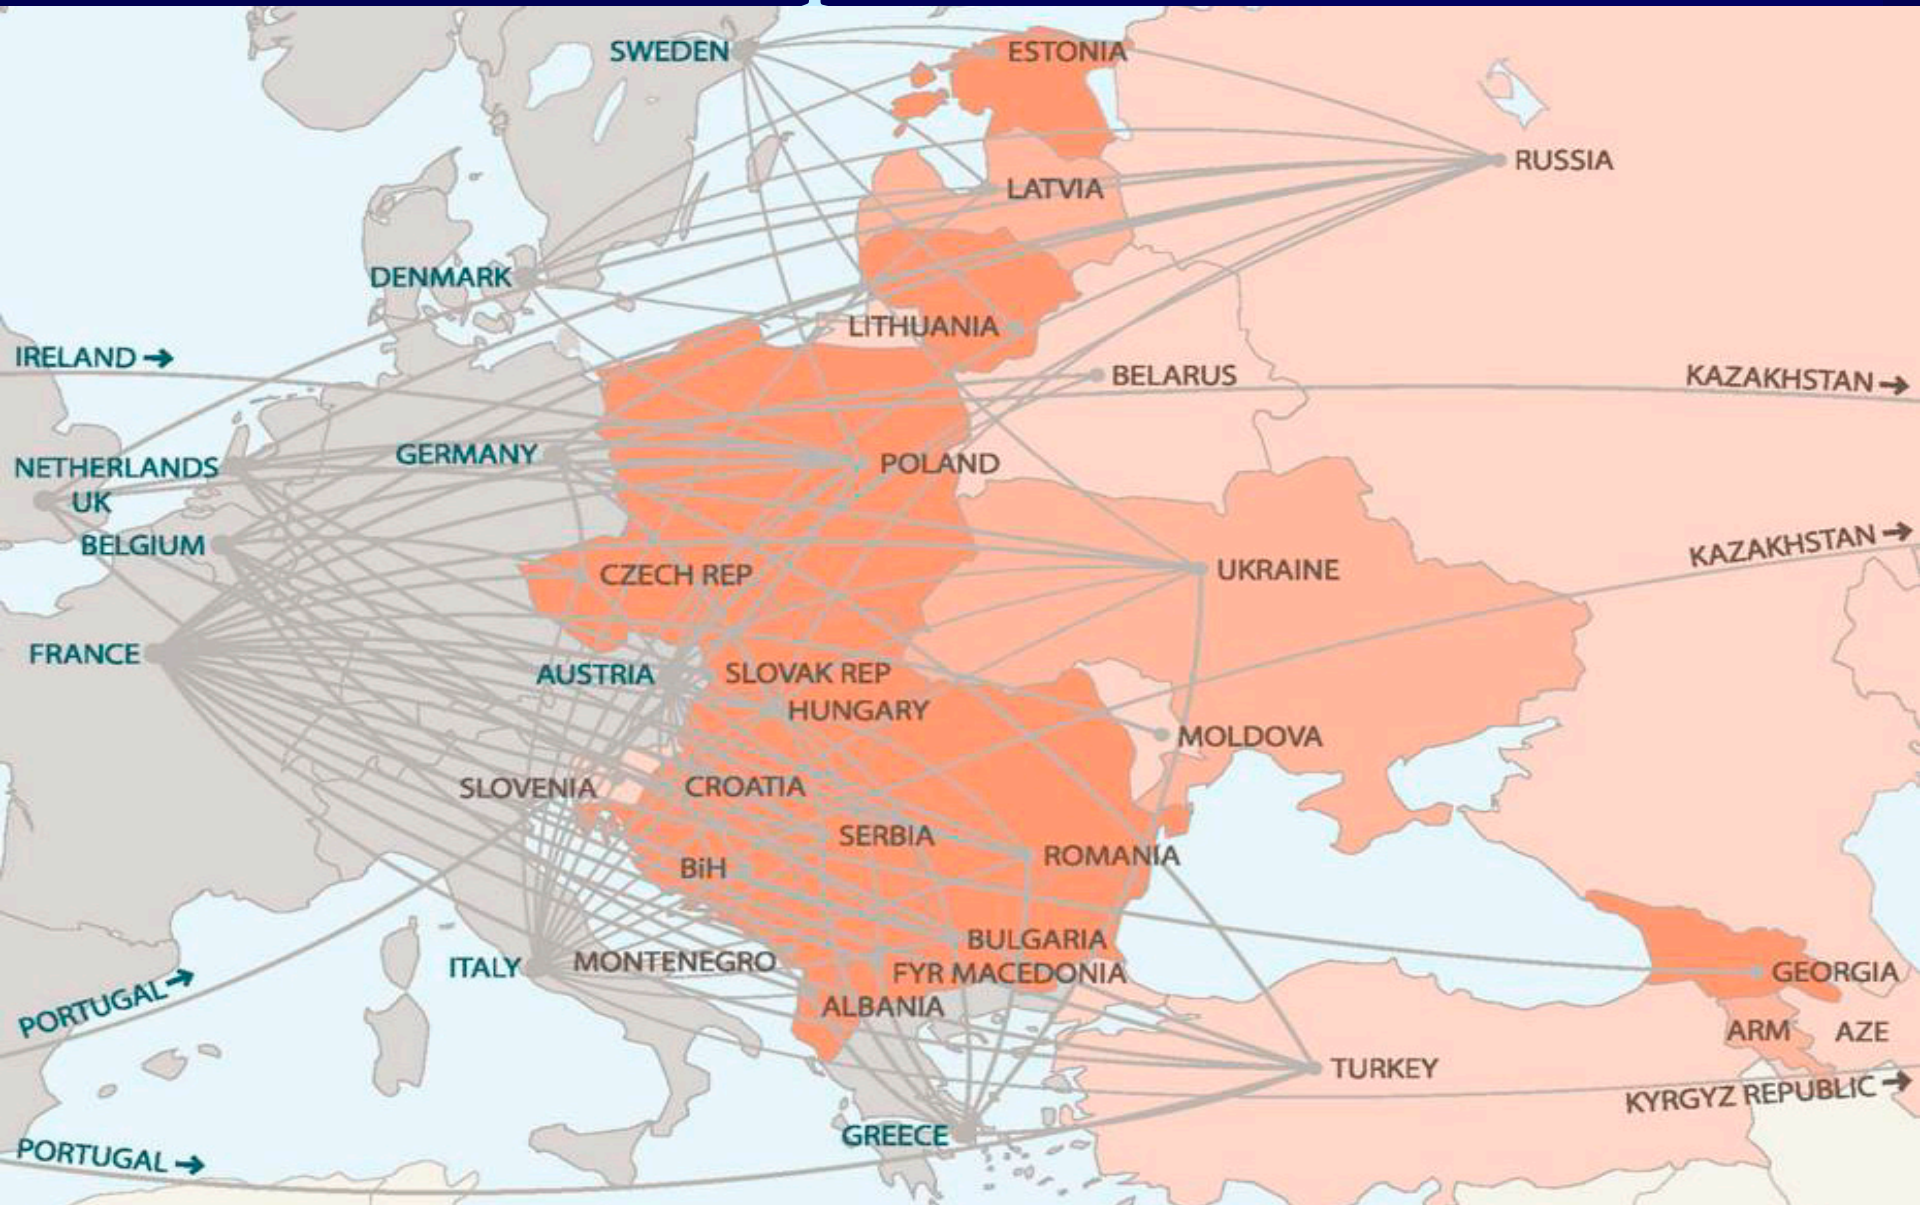 SWEDEN
ESTONIA
RUSSIA
LATVIA
DENMARK
LITHUANIA
IRELAND →
BELARUS
KAZAKHSTAN →
GERMANY
NETHERLANDS
POLAND
UK
BELGIUM
KAZAKHSTAN →
CZECH REP
UKRAINE
FRANCE
AUSTRIA
SLOVAK REP
HUNGARY
MOLDOVA
SLOVENIA
CROATIA
SERBIA
ROMANIA
BiH
BULGARIA
ITALY
MONTENEGRO
FYR MACEDONIA
GEORGIA
PORTUGAL →
ALBANIA
ARM
AZE
TURKEY
KYRGYZ REPUBLIC →
GREECE
PORTUGAL →